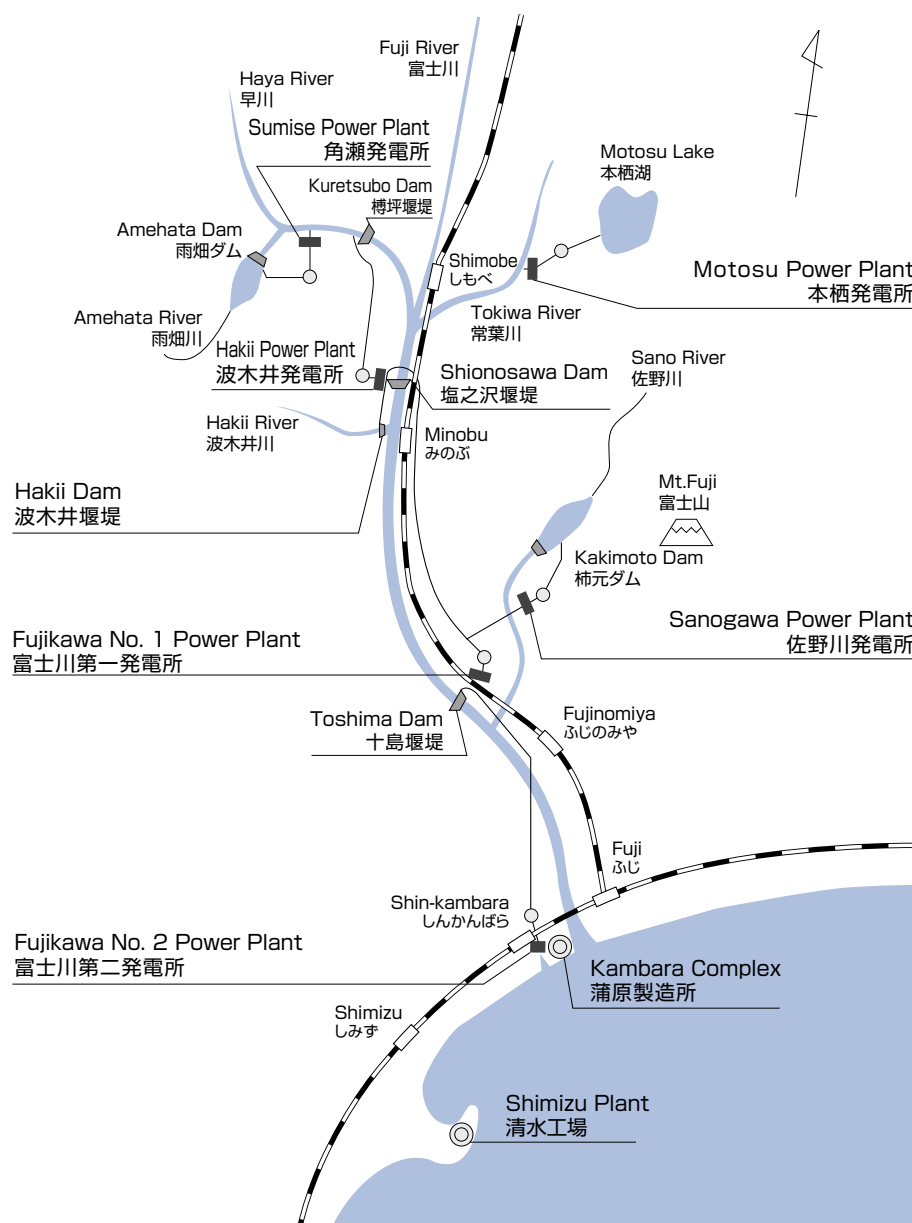 Fuji River
富士川
Haya River
早川
Sumise Power Plant
角瀬発電所
Motosu Lake
本栖湖
Kuretsubo Dam
榑坪堰堤
Amehata Dam
雨畑ダム
Shimobe
しもべ
Motosu Power Plant
本栖発電所
Amehata River
雨畑川
Tokiwa River
常葉川
Hakii Power Plant
波木井発電所
Shionosawa Dam
塩之沢堰堤
Sano River
佐野川
Hakii River
波木井川
Minobu
みのぶ
Hakii Dam
波木井堰堤
Mt.Fuji
富士山
Kakimoto Dam
柿元ダム
Sanogawa Power Plant
佐野川発電所
Fujikawa No. 1 Power Plant
富士川第一発電所
Toshima Dam
十島堰堤
Fujinomiya
ふじのみや
Fuji
ふじ
Shin-kambara
しんかんばら
Fujikawa No. 2 Power Plant
富士川第二発電所
Kambara Complex
蒲原製造所
Shimizu
しみず
Shimizu Plant
清水工場